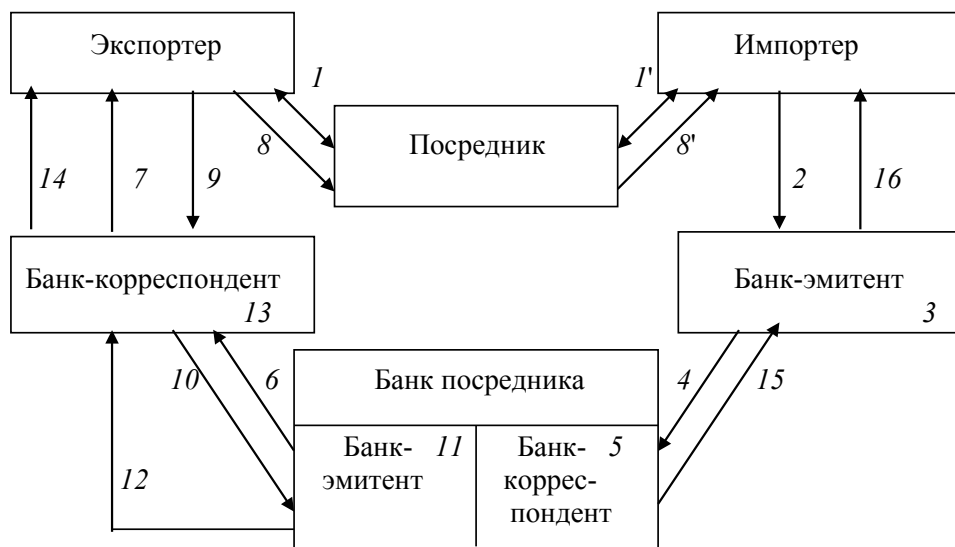 Экспортер
Импортер
1
1'
Посредник
8
8'
14
7
9
2
16
Банк-корреспондент
13
Банк-эмитент
3
10
6
4
15
Банк посредника
Банк-
эмитент
11
Банк-
коррес-
пондент
5
12